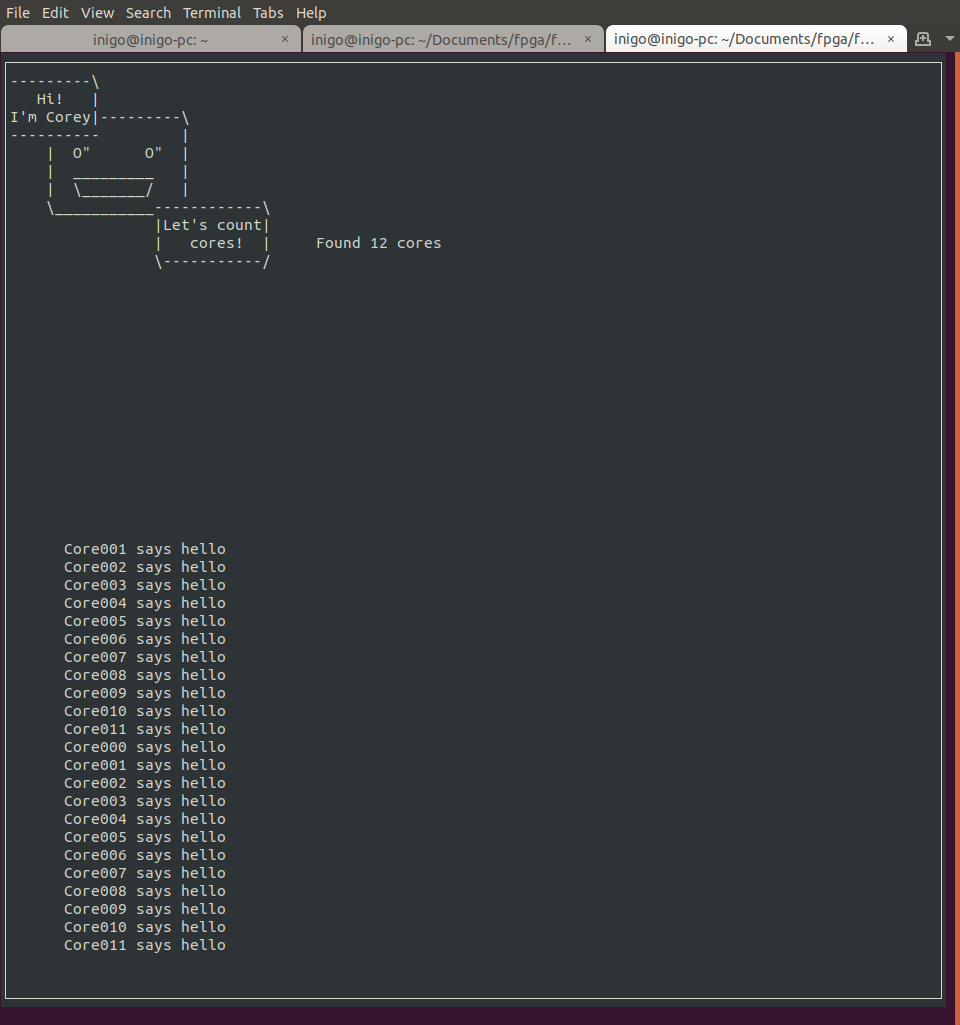 File Edit View Search Terminal Tabs Help
inigo@inigo-pc: ~ × inigo@inigo-pc: ~/Documents/fpga/f... × inigo@inigo-pc: ~/Documents/fpga/f... ×
---------\
   Hi!   |
I'm Corey|---------\
----------         |
    |  O"      O"  |
    |  _________   |
    |  \_______/   |
    \___________------------\
                |Let's count|
                |   cores!  |     Found 12 cores
                \-----------/
Core001 says hello
Core002 says hello
Core003 says hello
Core004 says hello
Core005 says hello
Core006 says hello
Core007 says hello
Core008 says hello
Core009 says hello
Core010 says hello
Core011 says hello
Core000 says hello
Core001 says hello
Core002 says hello
Core003 says hello
Core004 says hello
Core005 says hello
Core006 says hello
Core007 says hello
Core008 says hello
Core009 says hello
Core010 says hello
Core011 says hello